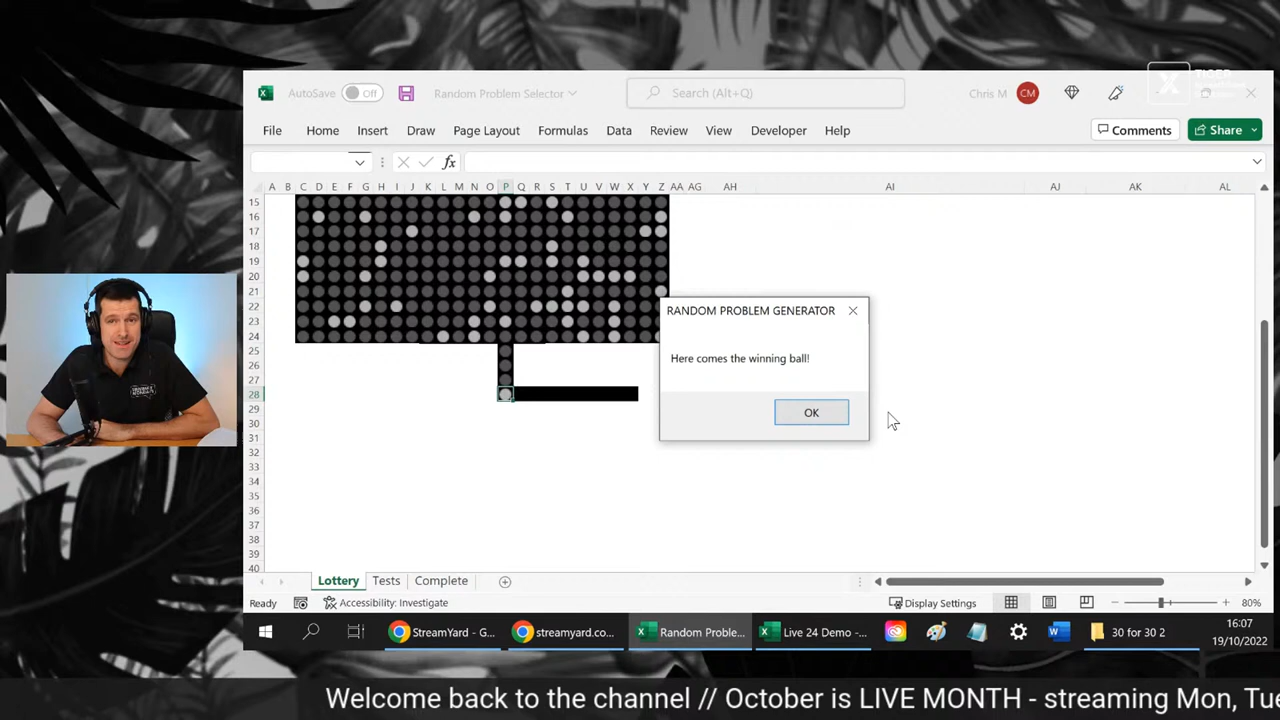 TIGER
AutoSave
Off
Random Problem Selector
Search (Alt+Q)
Chris M
CM
File Home Insert Draw Page Layout Formulas Data Review View Developer Help
Comments
Share
fx
A B C D E F G H I J K L M N O P Q R S T U V W X Y Z AA AG AH AI AJ AK AL
15
16
17
18
19
20
21
22
23
24
25
26
27
28
29
30
31
32
33
34
35
36
37
38
39
40
RANDOM PROBLEM GENERATOR
Here comes the winning ball!
OK
Lottery Tests Complete
Ready
Accessibility: Investigate
Display Settings
80%
StreamYard - G...
streamyard.co...
Random Proble...
Live 24 Demo -...
30 for 30 2
16:07
19/10/2022
Welcome back to the channel // October is LIVE MONTH - streaming Mon, Tue